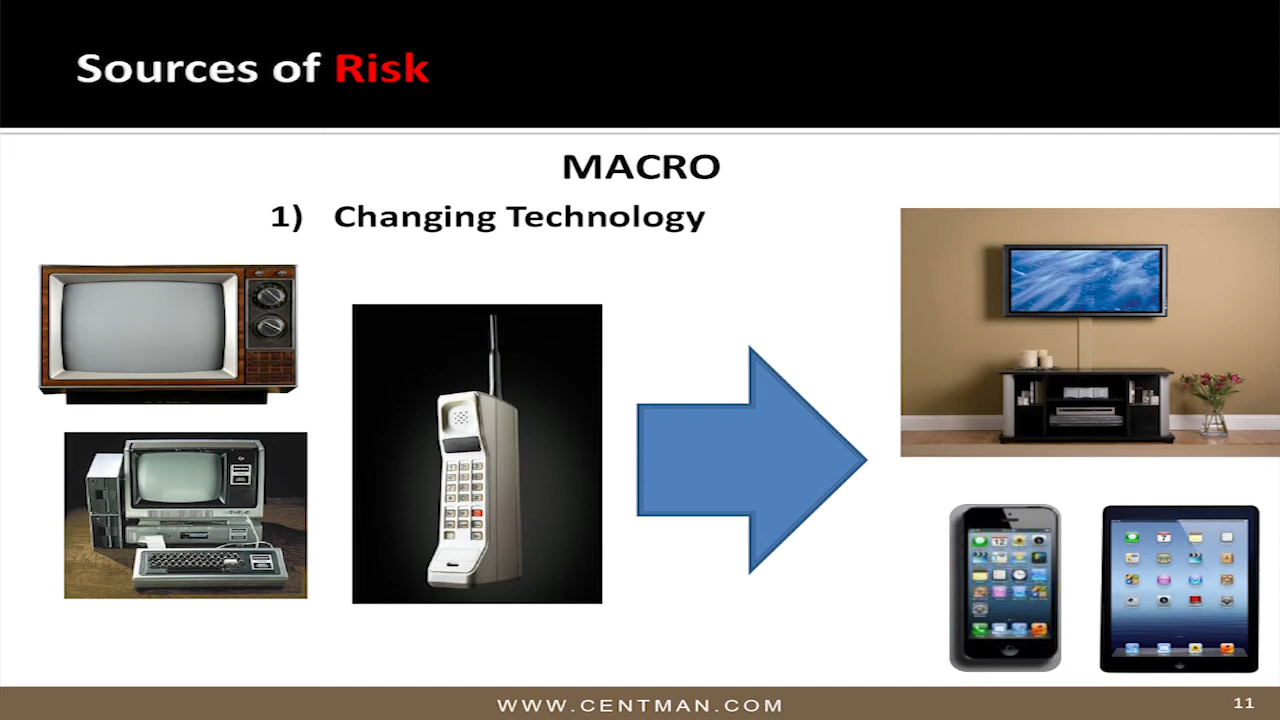 Sources of Risk
MACRO
1) Changing Technology
WWW.CENTMAN.COM
11